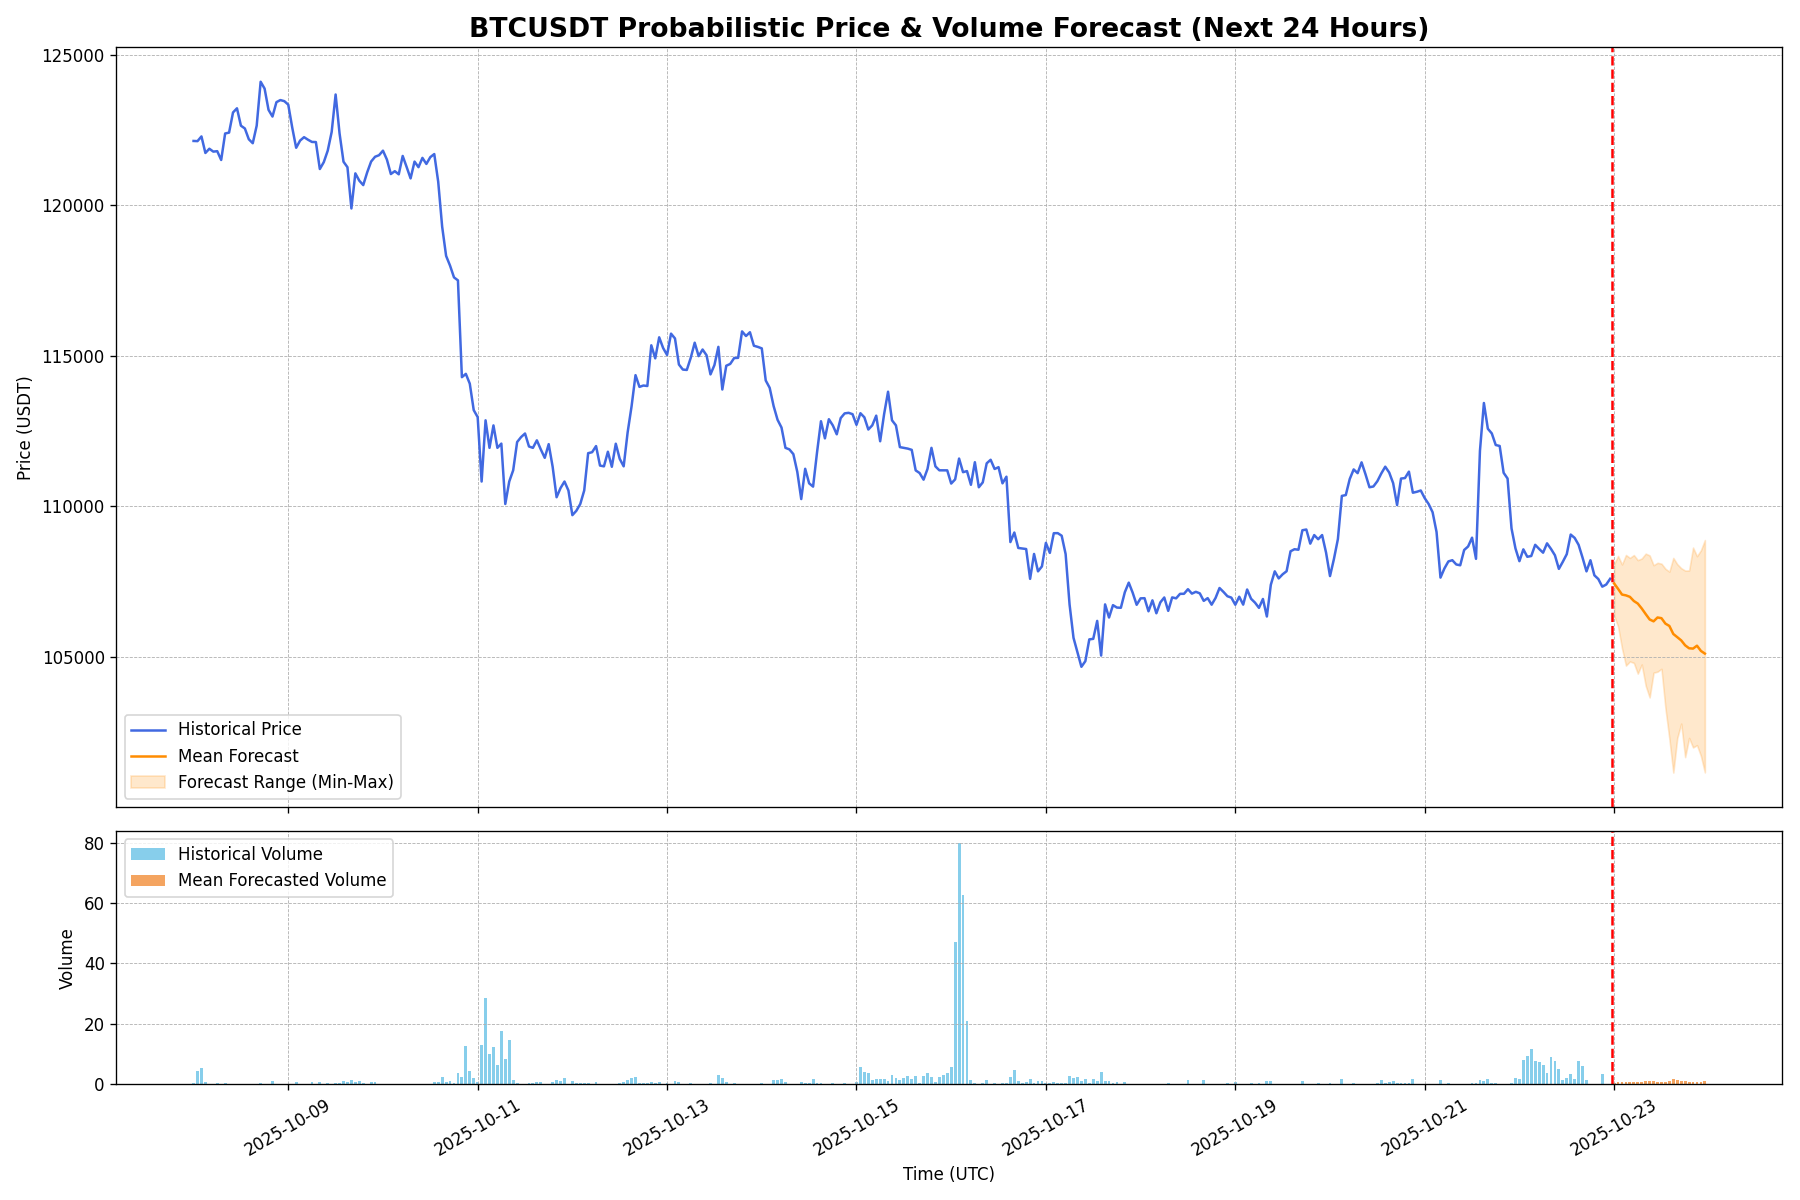 BTCUSDT Probabilistic Price & Volume Forecast (Next 24 Hours)
125000
120000
115000
110000
105000
Price (USDT)
Historical Price
Mean Forecast
Forecast Range (Min-Max)
80
60
40
20
0
Volume
Historical Volume
Mean Forecasted Volume
2025-10-09
2025-10-11
2025-10-13
2025-10-15
2025-10-17
2025-10-19
2025-10-21
2025-10-23
Time (UTC)